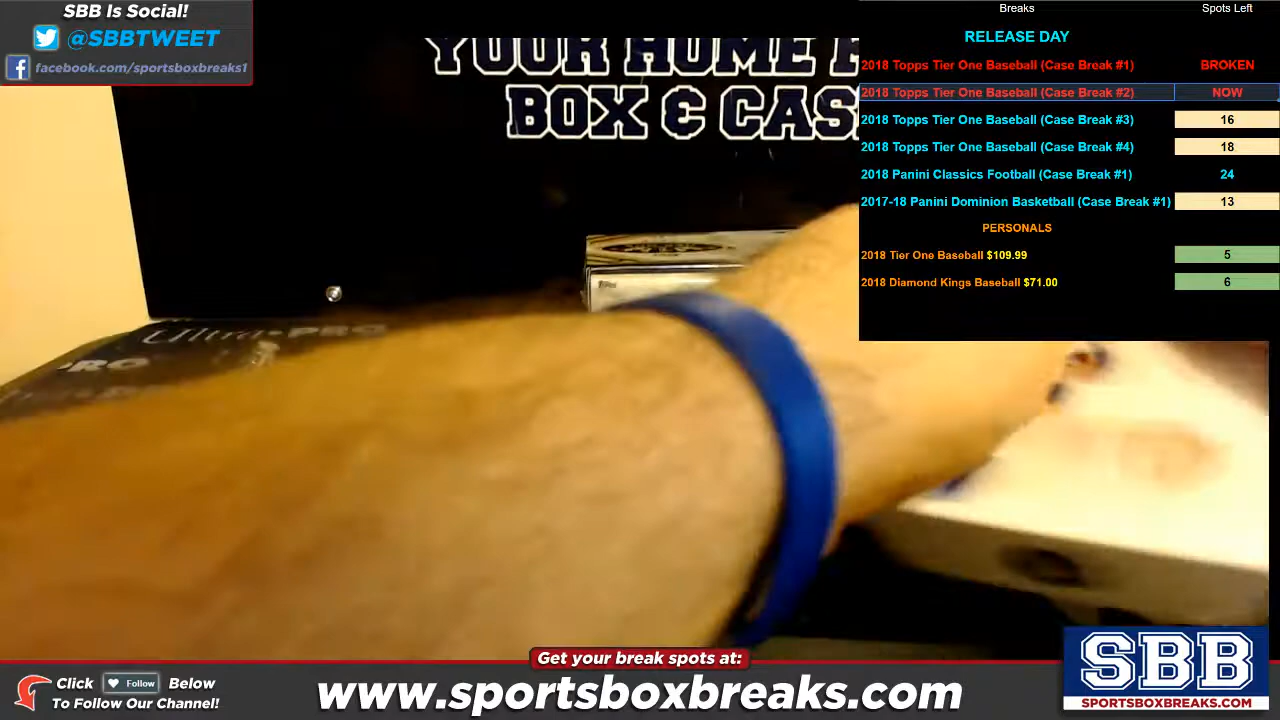 SBB Is Social!
@SBBTWEET
facebook.com/sportsboxbreaks1
YOUR HOME
BOX & CAS
Breaks Spots Left
RELEASE DAY
2018 Topps Tier One Baseball (Case Break #1) BROKEN
2018 Topps Tier One Baseball (Case Break #2) NOW
2018 Topps Tier One Baseball (Case Break #3) 16
2018 Topps Tier One Baseball (Case Break #4) 18
2018 Panini Classics Football (Case Break #1) 24
2017-18 Panini Dominion Basketball (Case Break #1) 13
PERSONALS
2018 Tier One Baseball $109.99 5
2018 Diamond Kings Baseball $71.00 6
Ultra PRO
PRO
Topps
Get your break spots at:
www.sportsboxbreaks.com
Click Follow Below
To Follow Our Channel!
SBB
SPORTSBOXBREAKS.COM